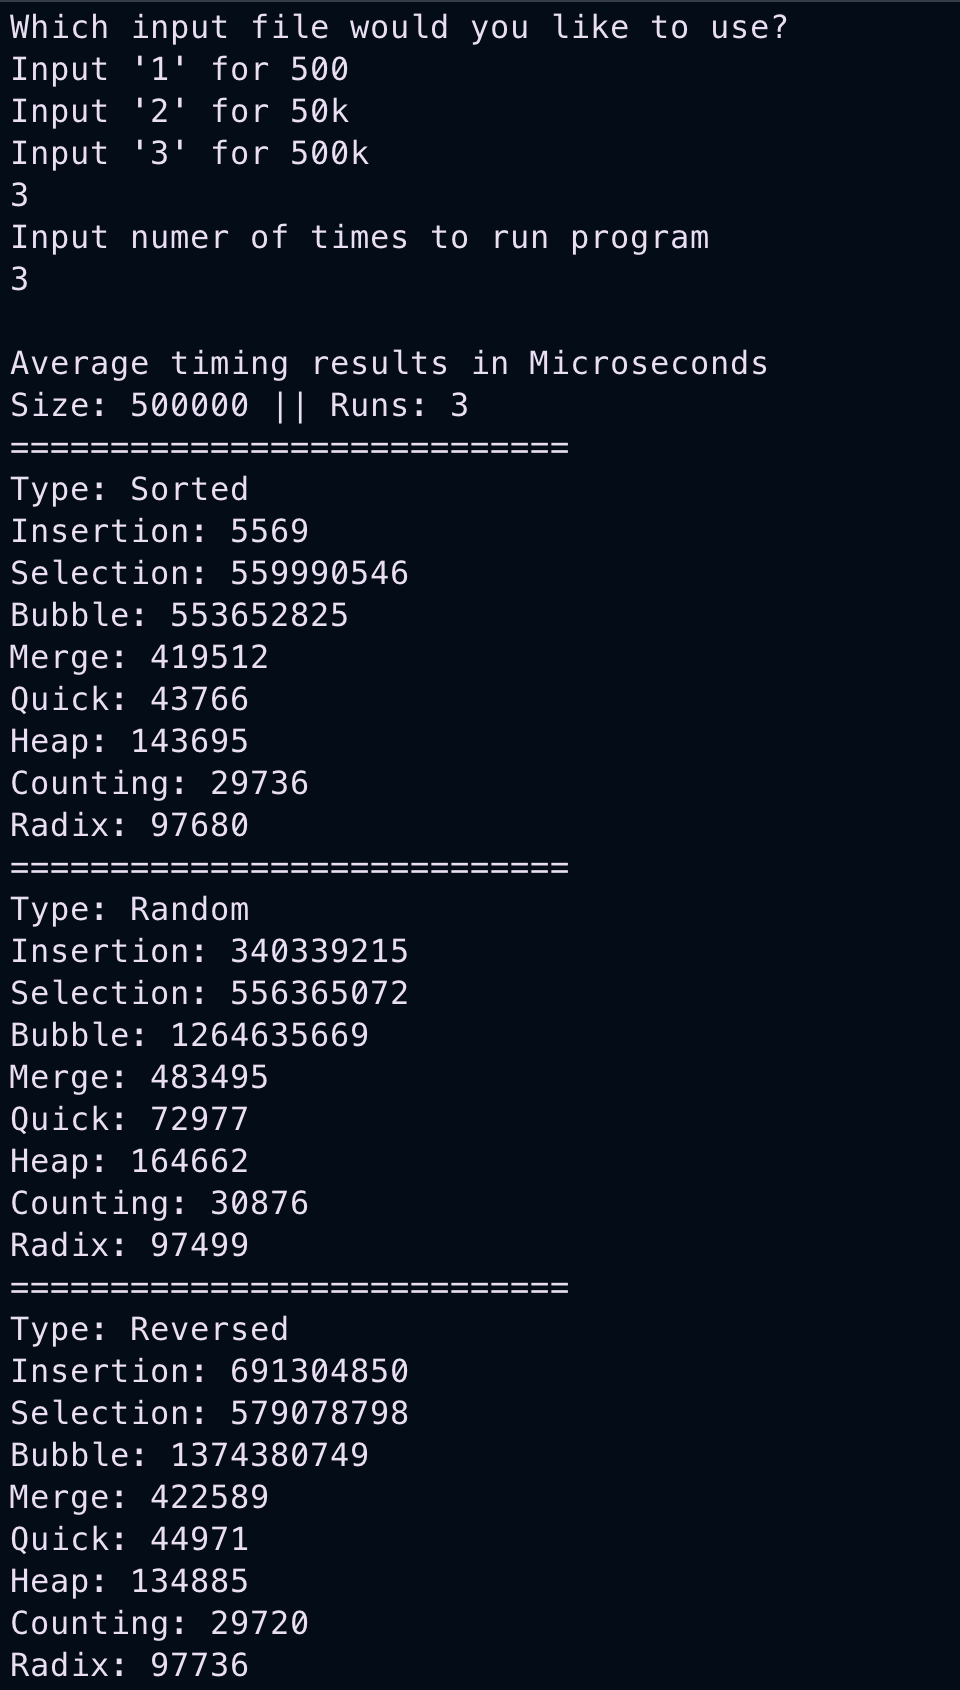 Which input file would you like to use?
Input '1' for 500
Input '2' for 50k
Input '3' for 500k
3
Input numer of times to run program
3

Average timing results in Microseconds
Size: 500000 || Runs: 3
============================
Type: Sorted
Insertion: 5569
Selection: 559990546
Bubble: 553652825
Merge: 419512
Quick: 43766
Heap: 143695
Counting: 29736
Radix: 97680
============================
Type: Random
Insertion: 340339215
Selection: 556365072
Bubble: 1264635669
Merge: 483495
Quick: 72977
Heap: 164662
Counting: 30876
Radix: 97499
============================
Type: Reversed
Insertion: 691304850
Selection: 579078798
Bubble: 1374380749
Merge: 422589
Quick: 44971
Heap: 134885
Counting: 29720
Radix: 97736